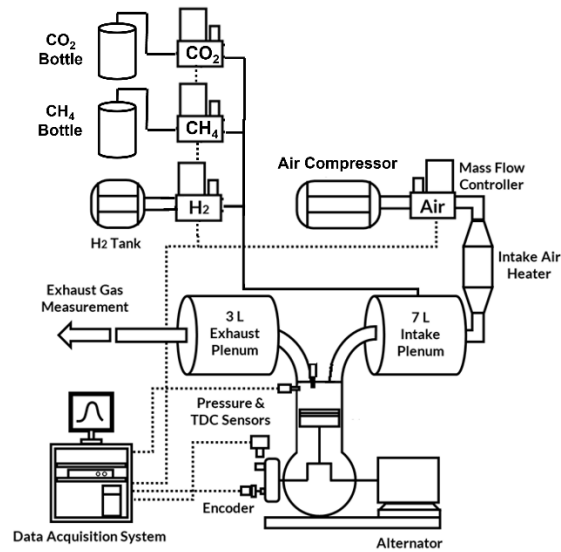 CO₂
Bottle
CO₂
CH₄
Bottle
CH₄
H2
H2 Tank
Air Compressor
Mass Flow
Controller
Air
Intake Air
Heater
Exhaust Gas
Measurement
3 L
Exhaust
Plenum
7 L
Intake
Plenum
Pressure &
TDC Sensors
Encoder
Data Acquisition System
Alternator